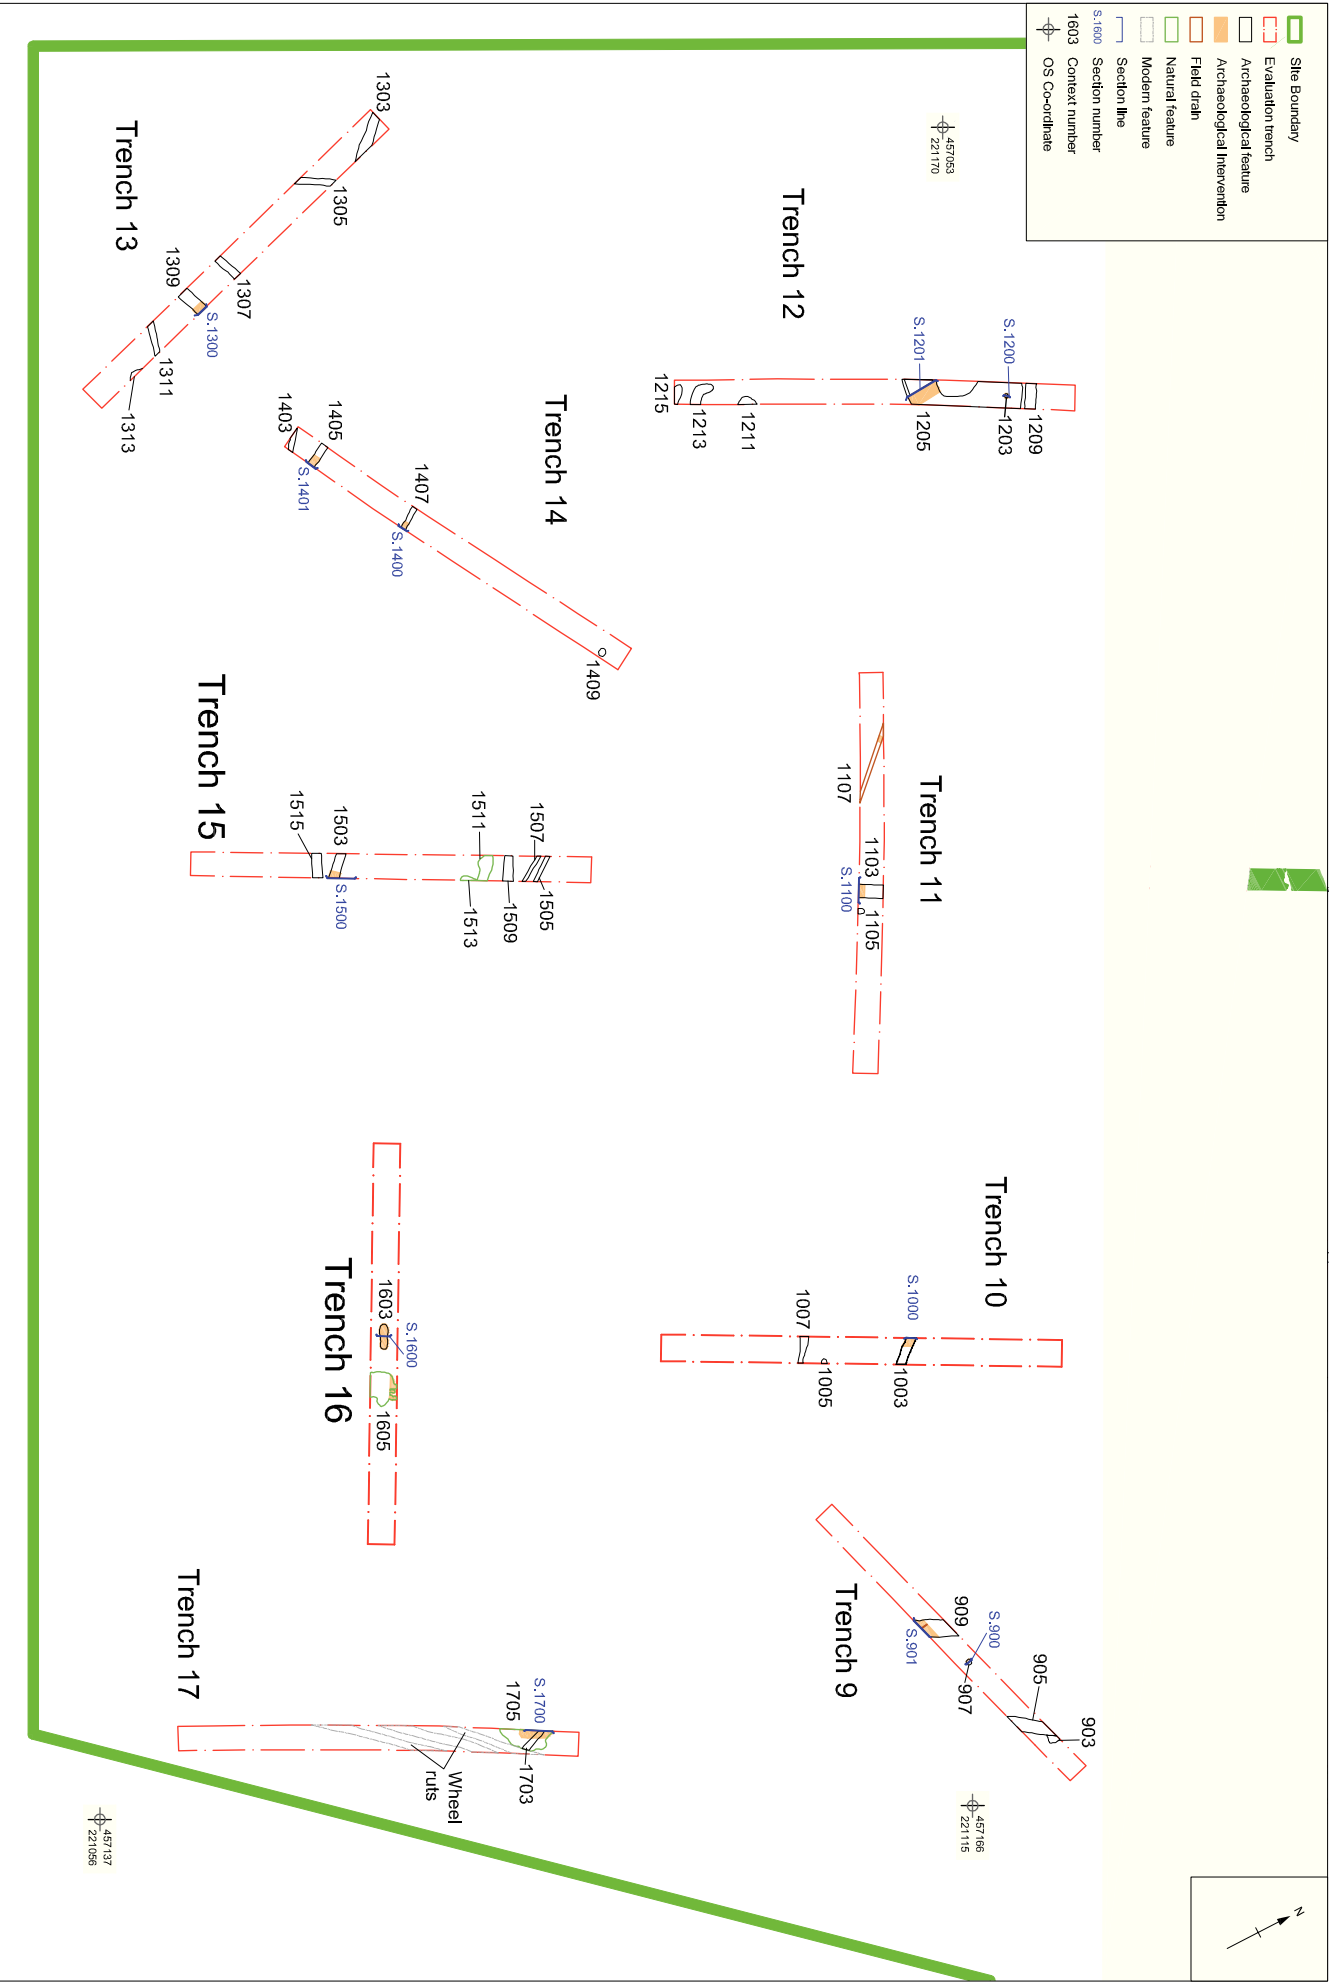 Site Boundary
Evaluation trench
Archaeological feature
Archaeological Intervention
Field drain
Natural feature
Modern feature
Section line
S.1600 Section number
1603 Context number
OS Co-ordinate
N
457053
221170
457166
221115
457137
221056
Trench 12
S.1200
S.1201
1209
1203
1205
1211
1213
1215
Trench 11
1107
1103
S.1100
1105
Trench 10
S.1000
1007
1005
1003
Trench 9
909
S.900
S.901
907
905
903
Trench 13
1303
1305
1307
1309
S.1300
1311
1313
Trench 14
1403
1405
S.1401
1407
S.1400
1409
Trench 15
1515
1503
S.1500
1511
1513
1507
1509
1505
Trench 16
1603
S.1600
1605
Trench 17
1705
S.1700
1703
Wheel
ruts